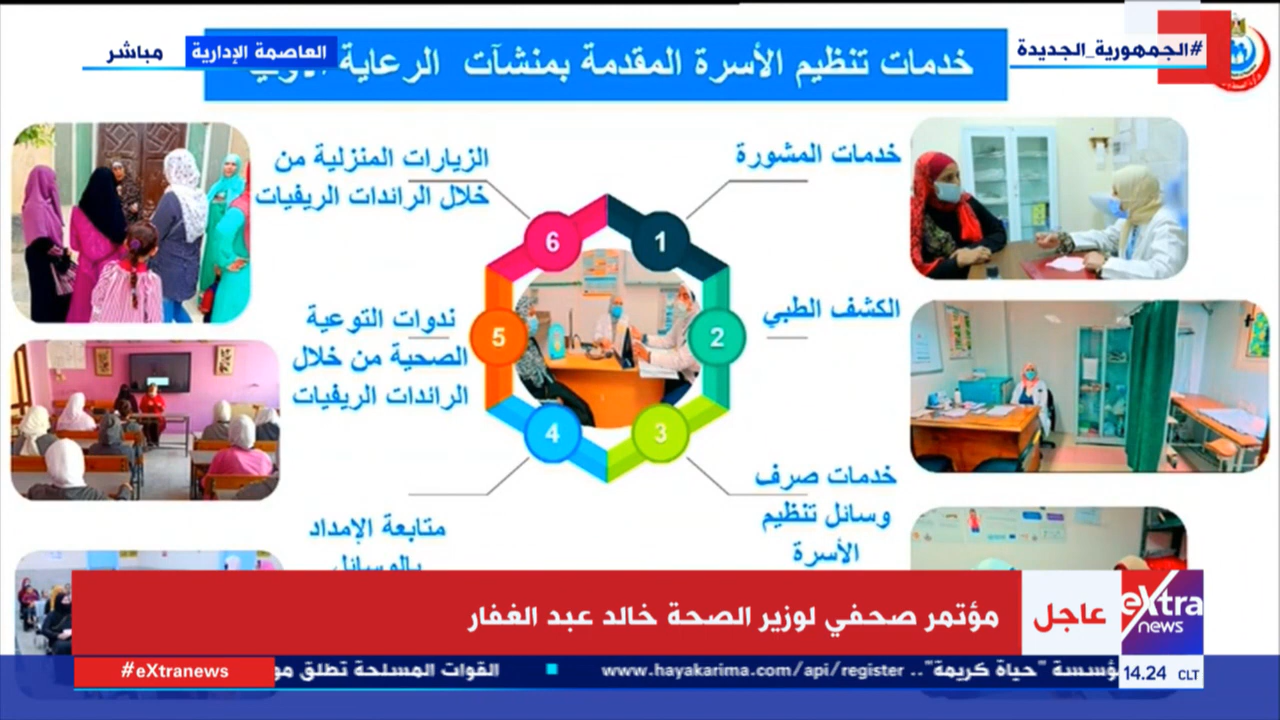 #الجمهورية_الجديدة
العاصمة الإدارية
مباشر
خدمات تنظيم الأسرة المقدمة بمنشآت الرعاية
خدمات المشورة
الزيارات المنزلية من
خلال الرائدات الريفيات
1
6
الكشف الطبي
2
5
ندوات التوعية
الصحية من خلال
الرائدات الريفيات
3
4
خدمات صرف
وسائل تنظيم
الأسرة
متابعة الإمداد
بالوسائل
عاجل
مؤتمر صحفي لوزير الصحة خالد عبد الغفار
eXtra
news
"حياة كريمة".. www.hayakarima.com/api/register
القوات المسلحة تطلق
#eXtranews
14.24 CLT